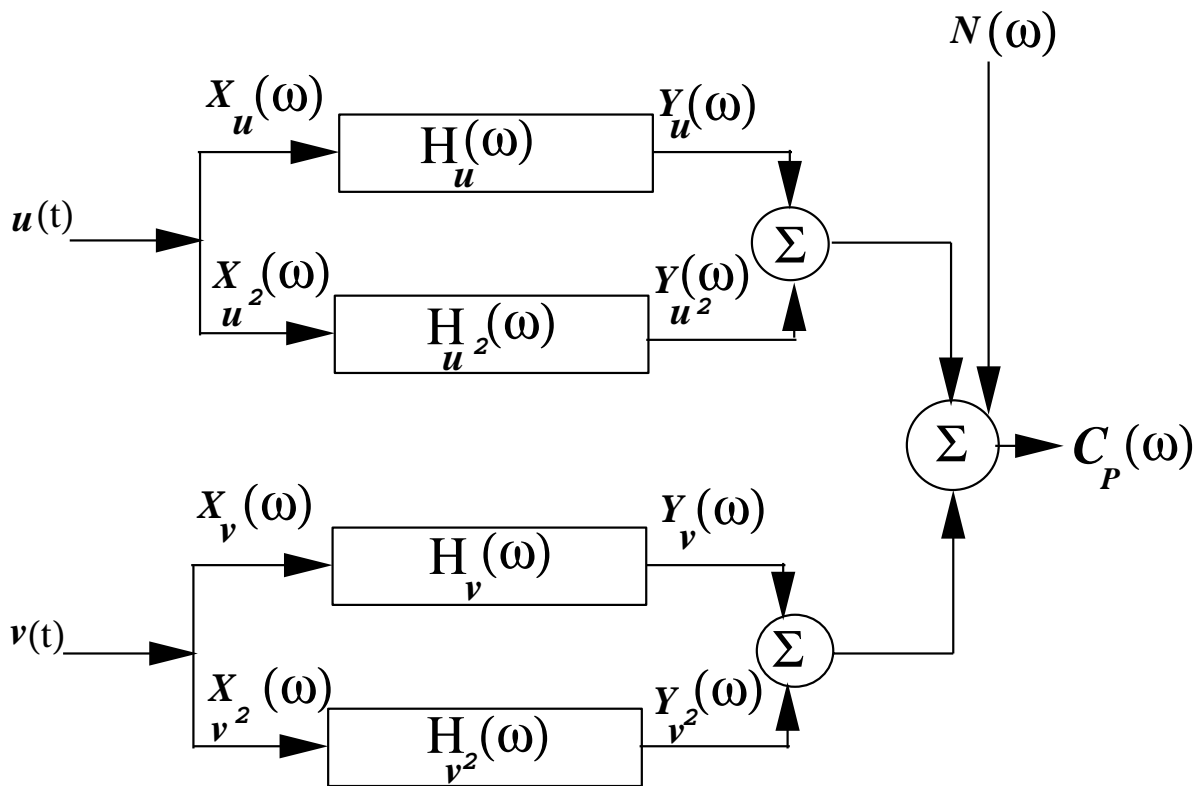 N(ω)
X_u(ω)
H_u(ω)
Y_u(ω)
u(t)
Σ
X_u²(ω)
H_u²(ω)
Y_u²(ω)
Σ
C_P(ω)
X_v(ω)
H_v(ω)
Y_v(ω)
v(t)
Σ
X_v²(ω)
H_v²(ω)
Y_v²(ω)